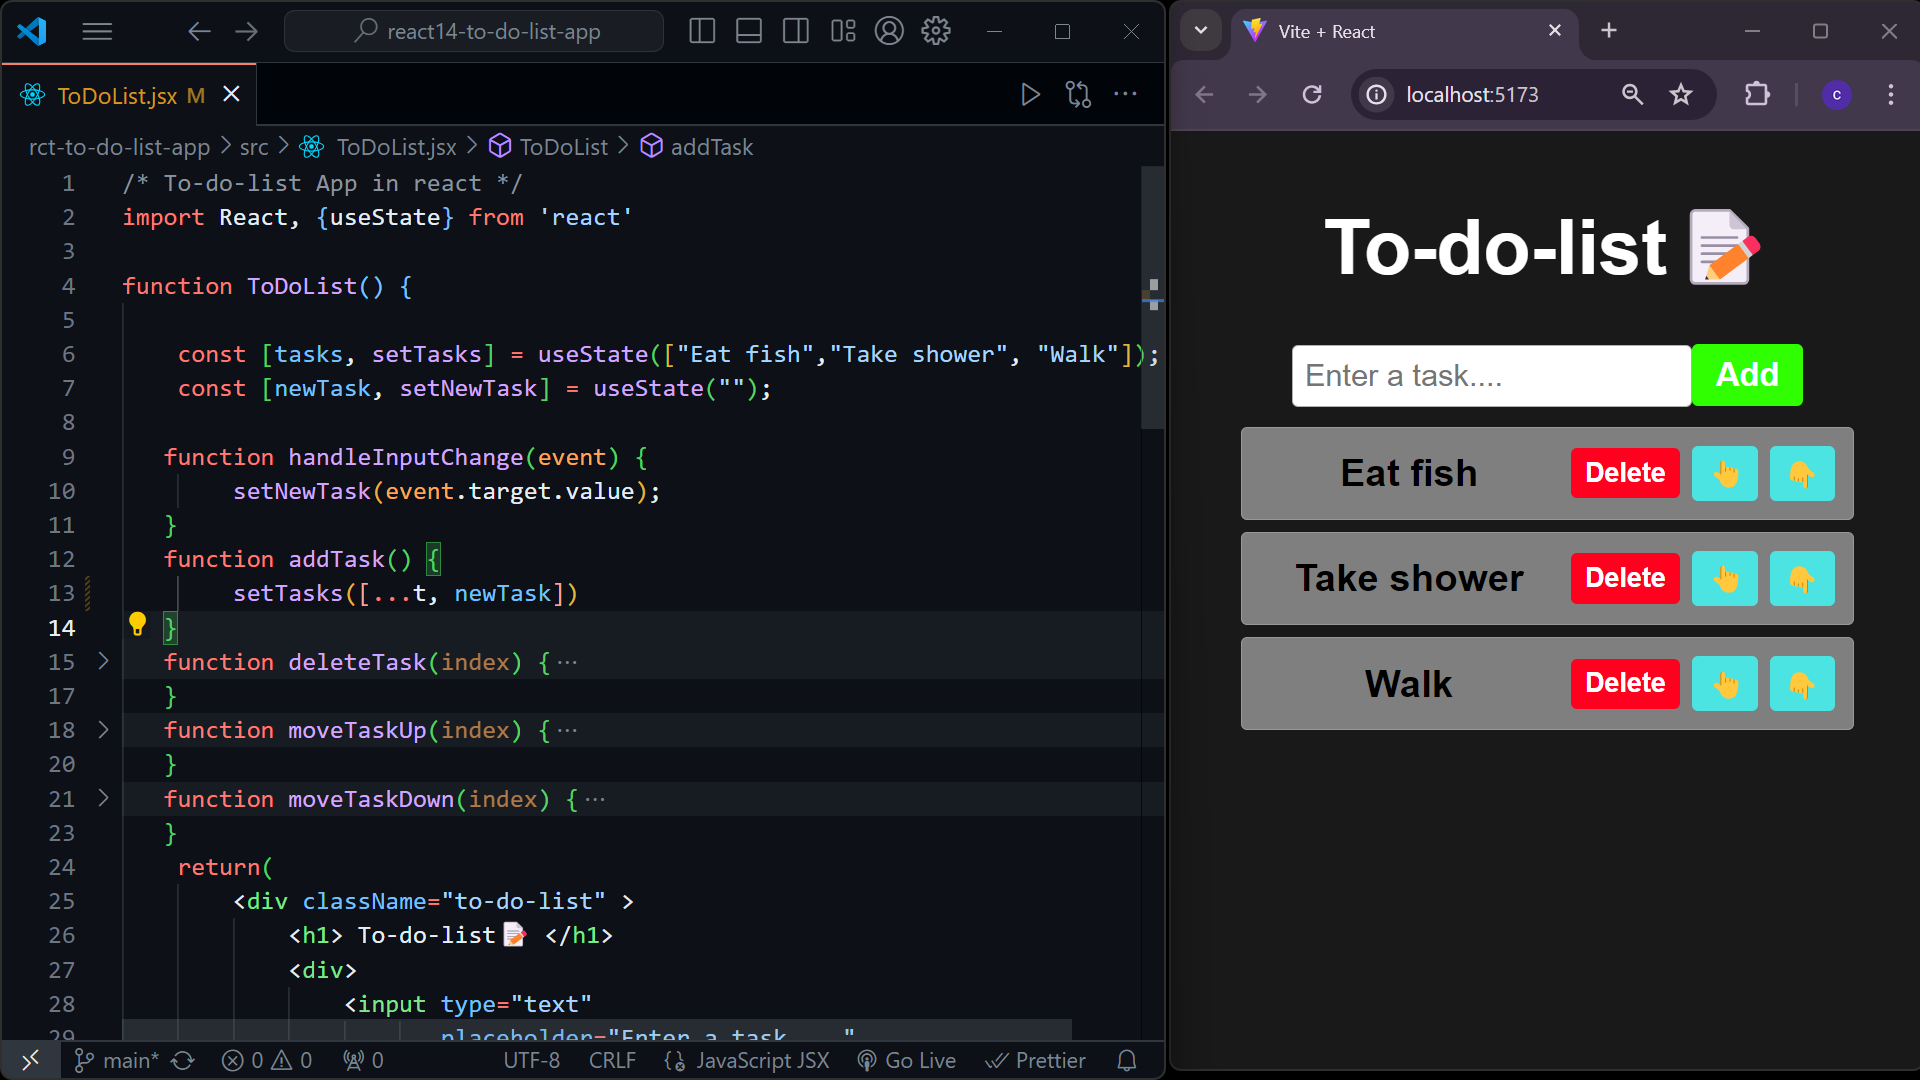 react14-to-do-list-app
ToDoList.jsx M
rct-to-do-list-app > src > ToDoList.jsx > ToDoList > addTask
1 /* To-do-list App in react */
2 import React, {useState} from 'react'
3
4 function ToDoList() {
5
6 const [tasks, setTasks] = useState(["Eat fish","Take shower", "Walk"]);
7 const [newTask, setNewTask] = useState("");
8
9 function handleInputChange(event) {
10 setNewTask(event.target.value);
11 }
12 function addTask() {
13 setTasks([...t, newTask])
14 }
15 function deleteTask(index) {···
17 }
18 function moveTaskUp(index) {···
20 }
21 function moveTaskDown(index) {···
23 }
24 return(
25 <div className="to-do-list" >
26 <h1> To-do-list📝 </h1>
27 <div>
28 <input type="text"
29 placeholder="Enter a task...."
main* 0 0 0 UTF-8 CRLF JavaScript JSX Go Live Prettier
Vite + React
localhost:5173
c
To-do-list 📝
Enter a task.... Add
Eat fish Delete 👆 👇
Take shower Delete 👆 👇
Walk Delete 👆 👇